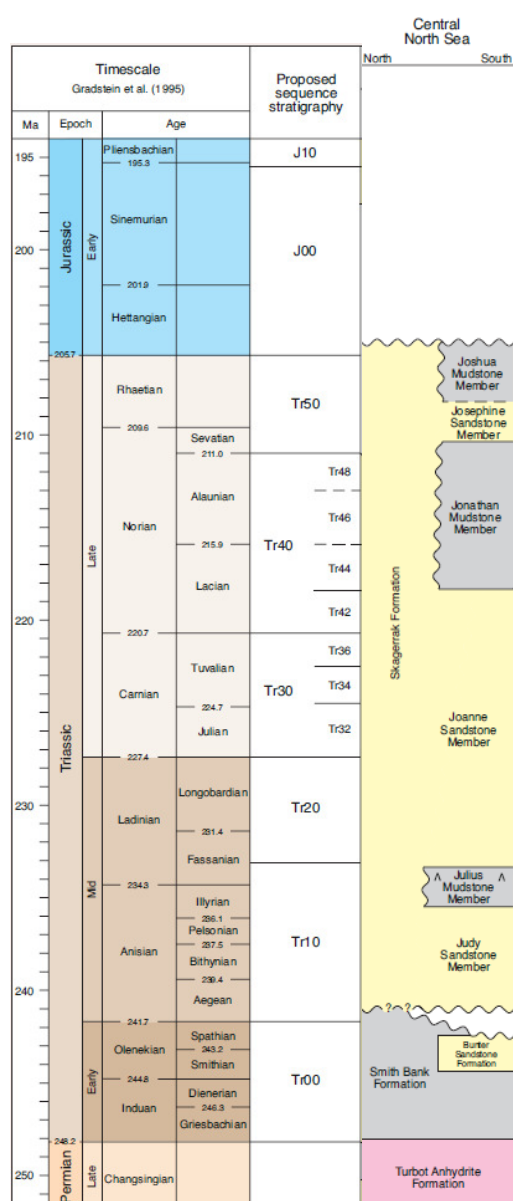 Central
North Sea
North South
Timescale
Gradstein et al. (1995)
Proposed
sequence
stratigraphy
Ma Epoch Age
Jurassic
Early
Triassic
Late
Mid
Early
Permian
Late
195
200
210
220
230
240
250
205.7
248.2
Pliensbachian
195.3
Sinemurian
201.9
Hettangian
Rhaetian
209.6
Norian
220.7
Carnian
227.4
Ladinian
234.3
Anisian
241.7
Olenekian
244.8
Induan
Changsingian
Sevatian
211.0
Alaunian
215.9
Lacian
Tuvalian
224.7
Julian
Longobardian
231.4
Fassanian
Illyrian
236.1
Pelsonian
237.5
Bithynian
239.4
Aegean
Spathian
243.2
Smithian
Dienerian
246.3
Griesbachian
J10
J00
Tr50
Tr40
Tr30
Tr20
Tr10
Tr00
Tr48
Tr46
Tr44
Tr42
Tr36
Tr34
Tr32
Skagerrak Formation
Joshua
Mudstone
Member
Josephine
Sandstone
Member
Jonathan
Mudstone
Member
Joanne
Sandstone
Member
Julius
Mudstone
Member
Judy
Sandstone
Member
? ?
Bunter
Sandstone
Formation
Smith Bank
Formation
Turbot Anhydrite
Formation